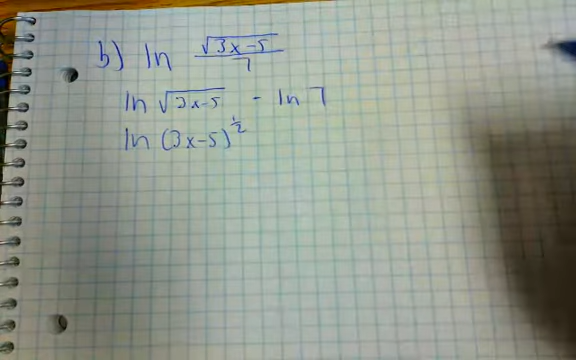 b) ln √(3x-5)/7
ln √(3x-5) - ln 7
ln (3x-5)^(1/2)